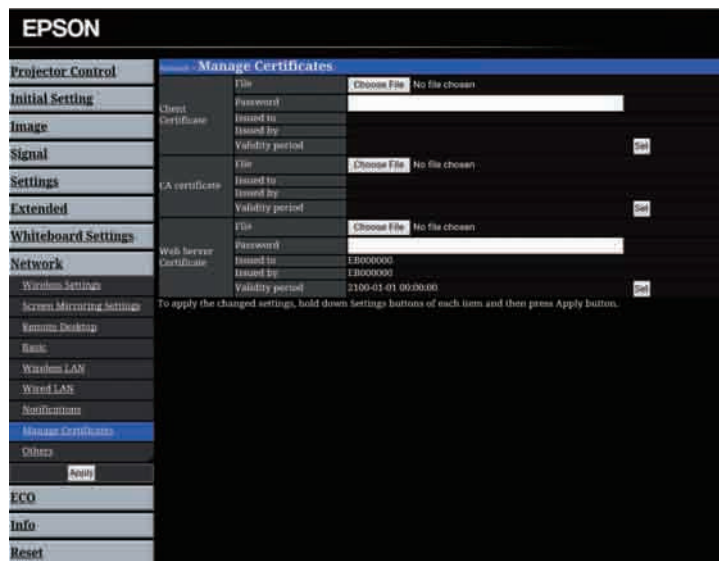 EPSON
Projector Control
Initial Setting
Image
Signal
Settings
Extended
Whiteboard Settings
Network
Wireless Settings
Screen Mirroring Settings
Remote Desktop
Basic
Wireless LAN
Wired LAN
Notifications
Manage Certificates
Others
Apply
ECO
Info
Reset
Network - Manage Certificates
Client Certificate
File Choose File No file chosen
Password
Issued to
Issued by
Validity period Set
CA certificate
File Choose File No file chosen
Issued to
Issued by
Validity period Set
Web Server Certificate
File Choose File No file chosen
Password
Issued to EB000000
Issued by EB000000
Validity period 2100-01-01 00:00:00 Set
To apply the changed settings, hold down Settings buttons of each item and then press Apply button.